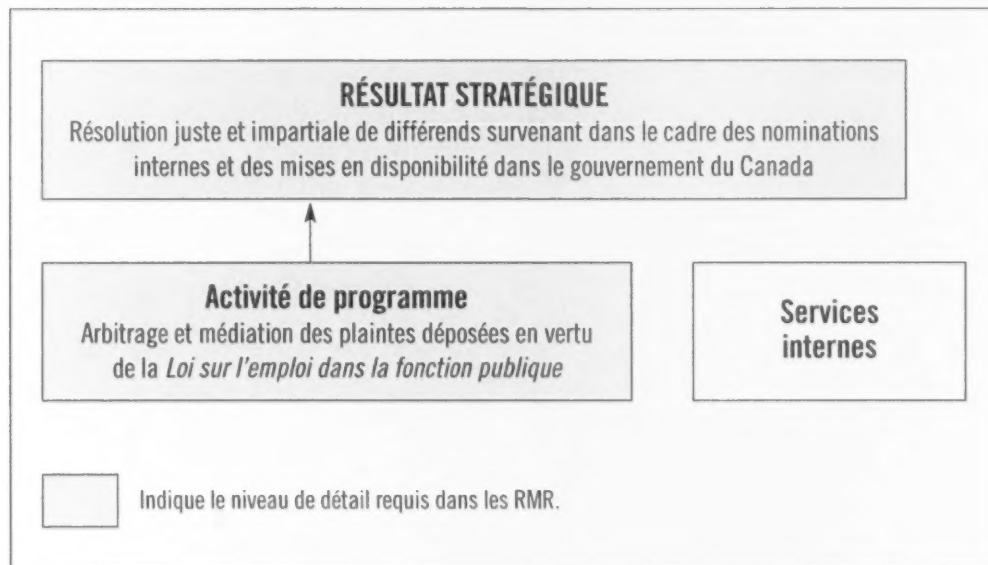 RÉSULTAT STRATÉGIQUE
Résolution juste et impartiale de différends survenant dans le cadre des nominations
internes et des mises en disponibilité dans le gouvernement du Canada
Activité de programme
Arbitrage et médiation des plaintes déposées en vertu
de la Loi sur l'emploi dans la fonction publique
Services
internes
Indique le niveau de détail requis dans les RMR.